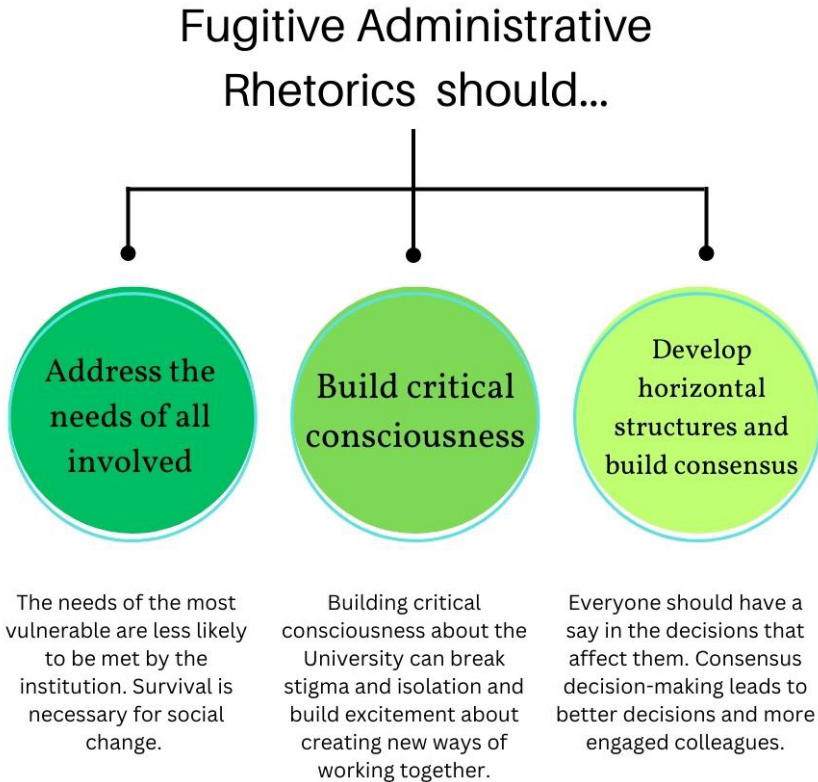 Fugitive Administrative
Rhetorics should...
Address the
needs of all
involved
Build critical
consciousness
Develop
horizontal
structures and
build consensus
The needs of the most
vulnerable are less likely
to be met by the
institution. Survival is
necessary for social
change.
Building critical
consciousness about the
University can break
stigma and isolation and
build excitement about
creating new ways of
working together.
Everyone should have a
say in the decisions that
affect them. Consensus
decision-making leads to
better decisions and more
engaged colleagues.